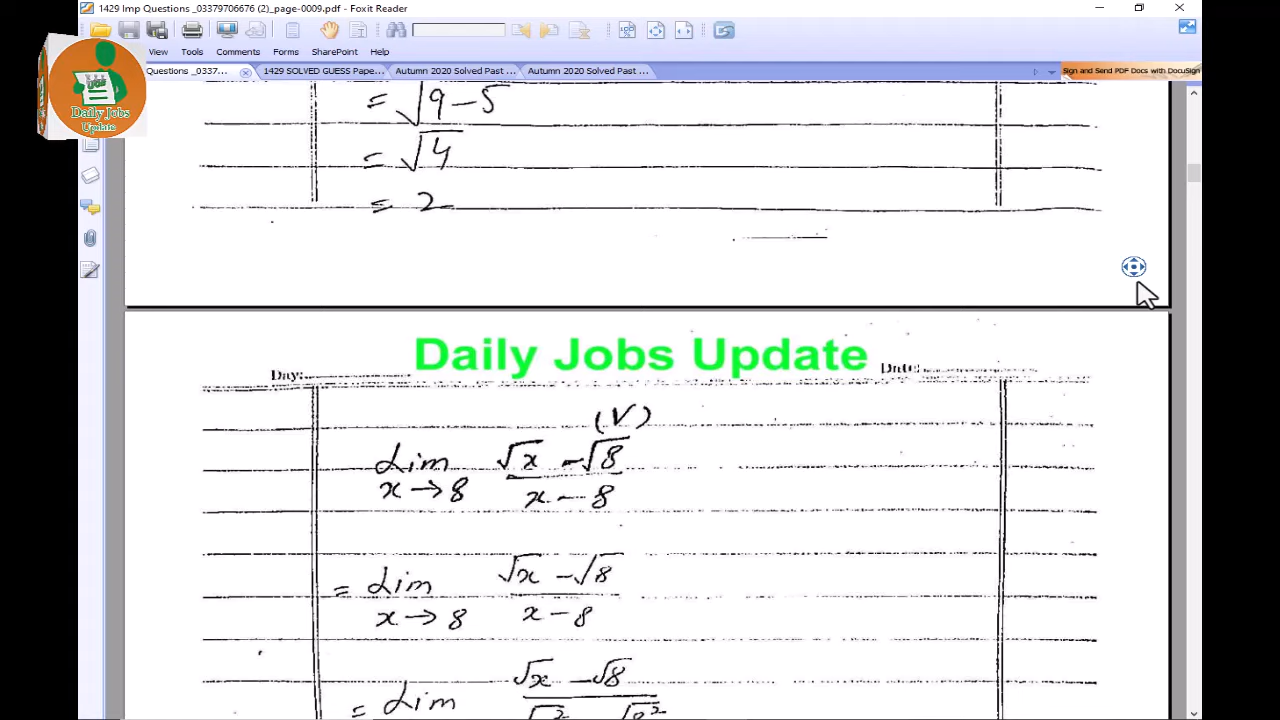 1429 Imp Questions _03379706676 (2)_page-0009.pdf - Foxit Reader
View Tools Comments Forms SharePoint Help
Questions _0337... 1429 SOLVED GUESS Pape... Autumn 2020 Solved Past ... Autumn 2020 Solved Past ...
Sign and Send PDF Docs with DocuSign
Daily Jobs
Update
= √9-5
= √4
= 2
Daily Jobs Update
Day: Date:
(V)
Lim √x - √8
x → 8 x - 8
= Lim √x - √8
x → 8 x - 8
√x - √8
= Lim